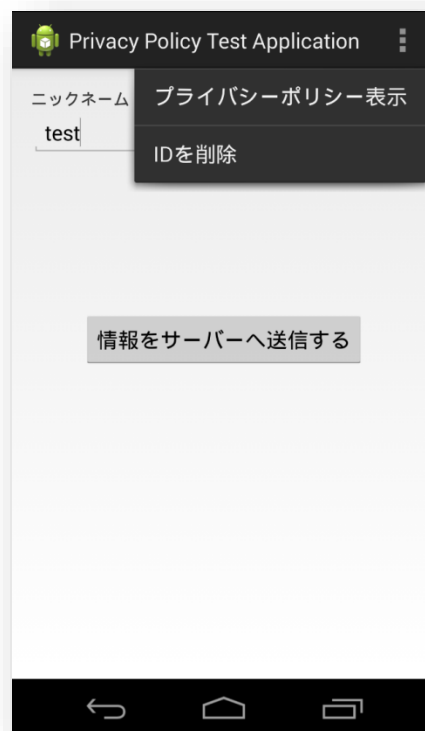 Privacy Policy Test Application
プライバシーポリシー表示
IDを削除
ニックネーム
test
情報をサーバーへ送信する